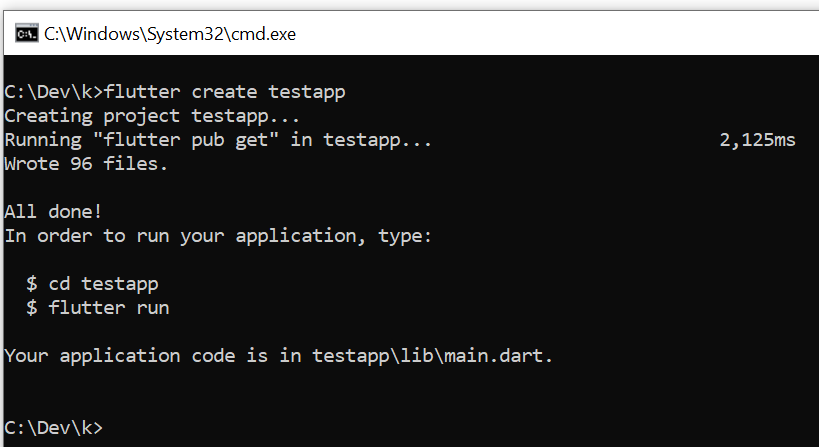 C:\Windows\System32\cmd.exe
C:\Dev\k>flutter create testapp
Creating project testapp...
Running "flutter pub get" in testapp... 2,125ms
Wrote 96 files.
All done!
In order to run your application, type:
$ cd testapp
$ flutter run
Your application code is in testapp\lib\main.dart.
C:\Dev\k>